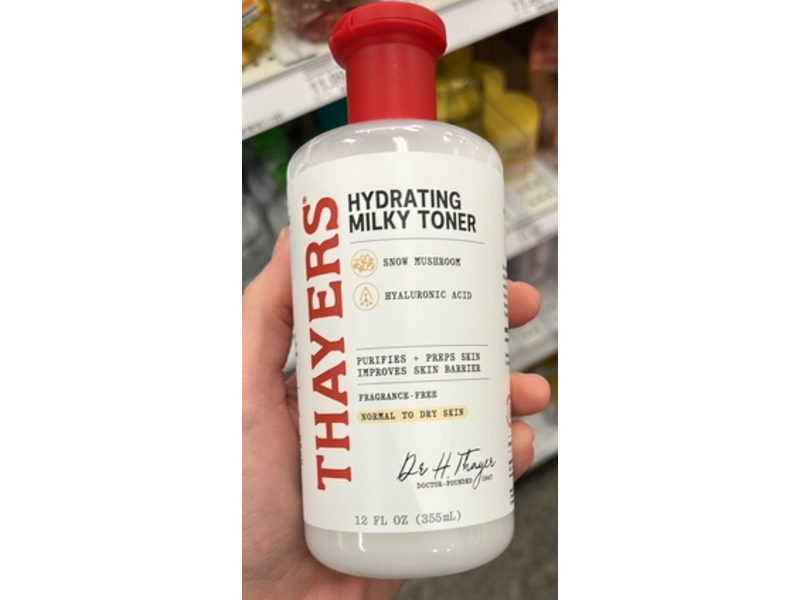 THAYERS®
HYDRATING
MILKY TONER
SNOW MUSHROOM
HYALURONIC ACID
PURIFIES + PREPS SKIN
IMPROVES SKIN BARRIER
FRAGRANCE-FREE
NORMAL TO DRY SKIN
Dr H. Thayer
DOCTOR-FOUNDED 1847
12 FL OZ (355mL)